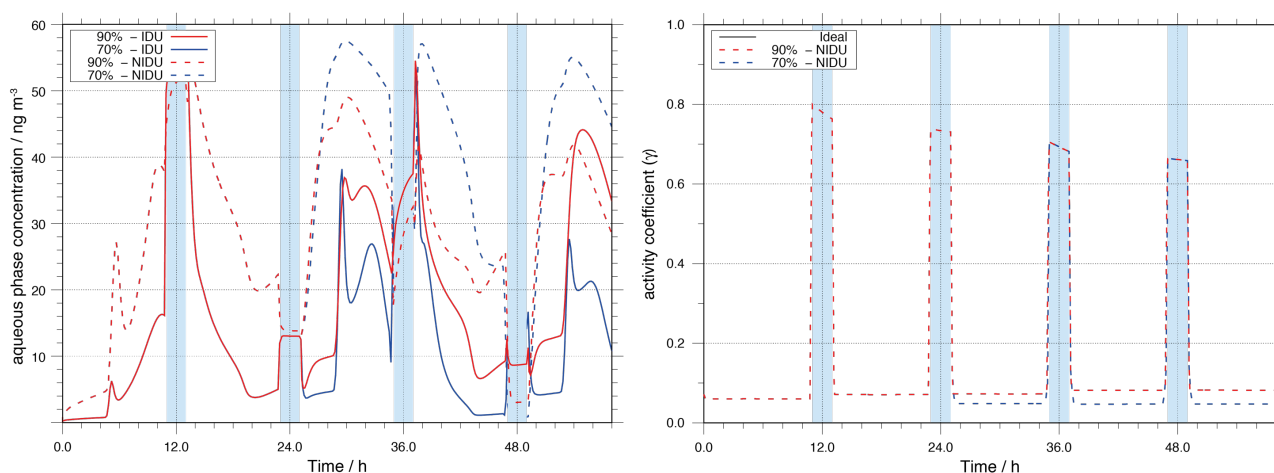 60
50
40
30
20
10
0.0
12.0
24.0
36.0
48.0
aqueous phase concentration / ng m⁻³
Time / h
90% – IDU
70% – IDU
90% – NIDU
70% – NIDU
1.0
0.8
0.6
0.4
0.2
0.0
0.0
12.0
24.0
36.0
48.0
activity coefficient (γ)
Time / h
Ideal
90% – NIDU
70% – NIDU